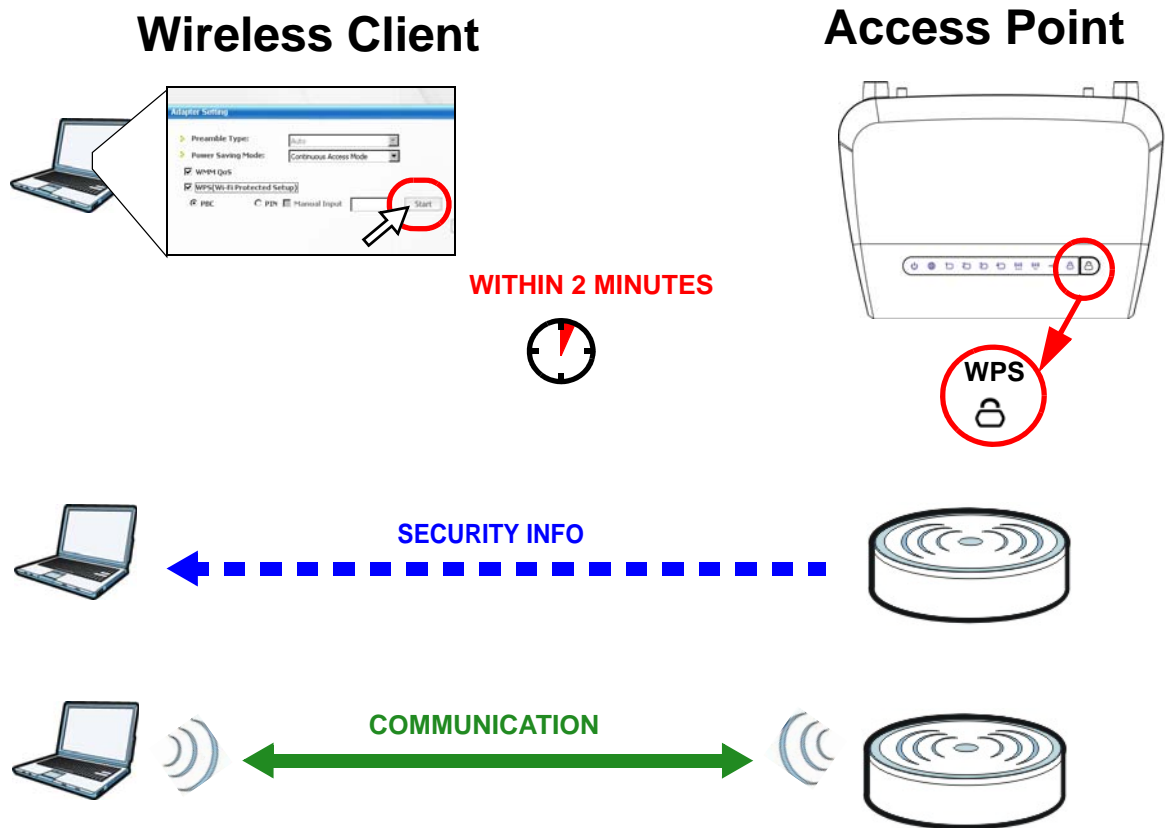 Wireless Client
Access Point
Adapter Setting
Preamble Type:
Auto
Power Saving Mode:
Continuous Access Mode
WMM QoS
WPS(Wi-Fi Protected Setup)
PBC
PIN
Manual Input
Start
WITHIN 2 MINUTES
WPS
SECURITY INFO
COMMUNICATION